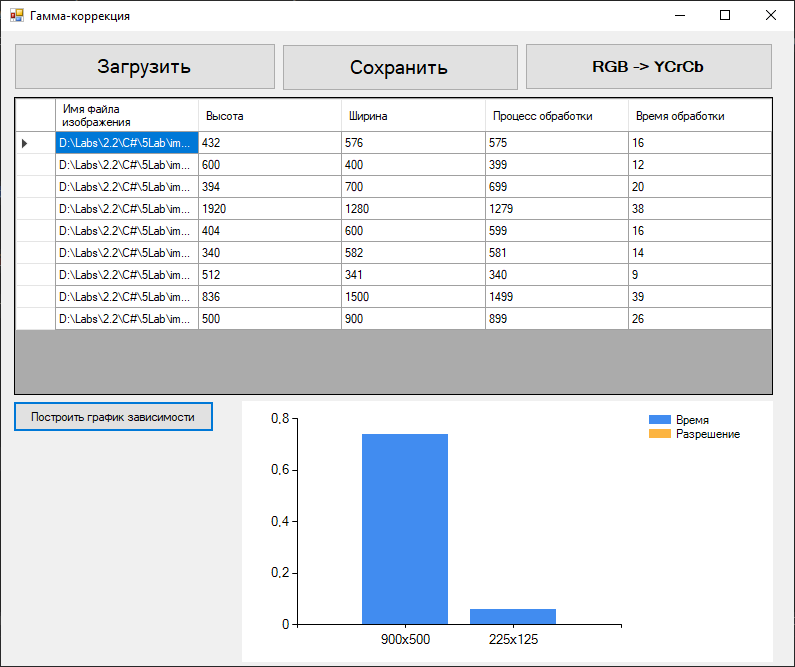 Гамма-коррекция
Загрузить Сохранить RGB -> YCrCb
Имя файла
изображения Высота Ширина Процесс обработки Время обработки
D:\Labs\2.2\C#\5Lab\im... 432 576 575 16
D:\Labs\2.2\C#\5Lab\im... 600 400 399 12
D:\Labs\2.2\C#\5Lab\im... 394 700 699 20
D:\Labs\2.2\C#\5Lab\im... 1920 1280 1279 38
D:\Labs\2.2\C#\5Lab\im... 404 600 599 16
D:\Labs\2.2\C#\5Lab\im... 340 582 581 14
D:\Labs\2.2\C#\5Lab\im... 512 341 340 9
D:\Labs\2.2\C#\5Lab\im... 836 1500 1499 39
D:\Labs\2.2\C#\5Lab\im... 500 900 899 26
Построить график зависимости
0,8
0,6
0,4
0,2
0
900x500 225x125
Время
Разрешение